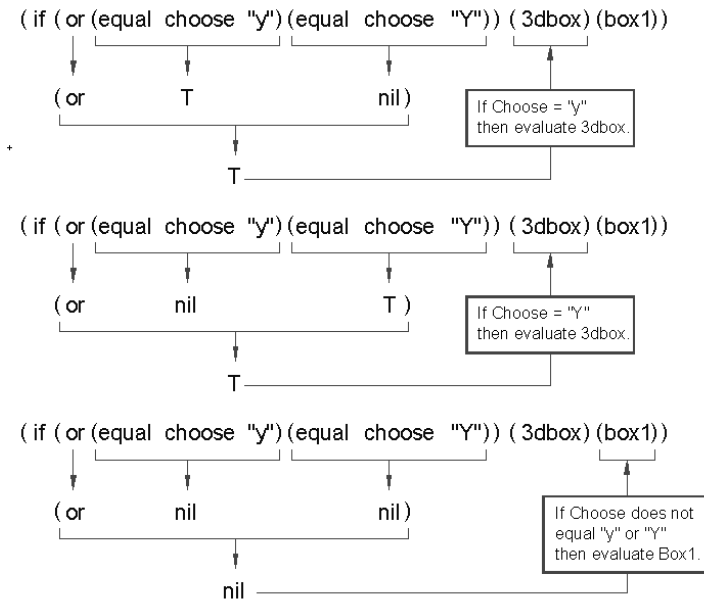 (if (or (equal choose "y") (equal choose "Y")) (3dbox) (box1))
(or T nil)
If Choose = "y"
then evaluate 3dbox.
T
(if (or (equal choose "y") (equal choose "Y")) (3dbox) (box1))
(or nil T)
If Choose = "Y"
then evaluate 3dbox.
T
(if (or (equal choose "y") (equal choose "Y")) (3dbox) (box1))
(or nil nil)
If Choose does not
equal "y" or "Y"
then evaluate Box1.
nil